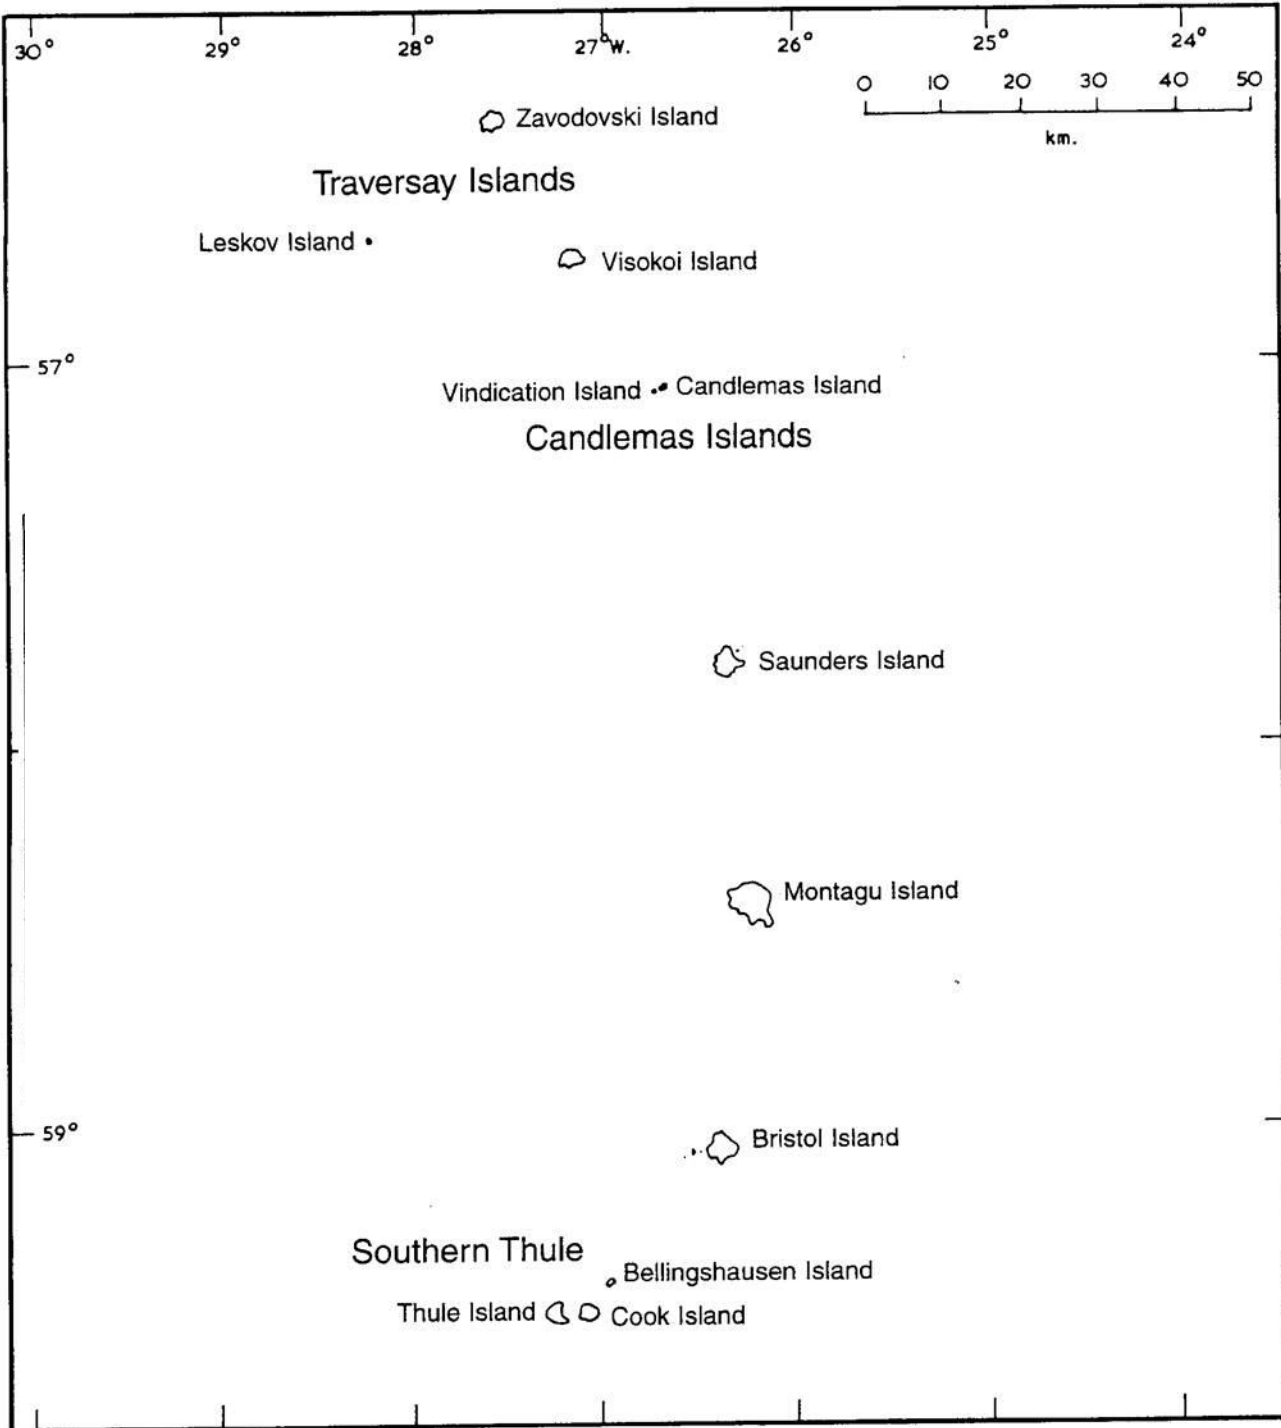 30° 29° 28° 27°W. 26° 25° 24°
0 10 20 30 40 50
km.
Zavodovski Island
Traversay Islands
Leskov Island
Visokoi Island
57°
Vindication Island Candlemas Island
Candlemas Islands
Saunders Island
Montagu Island
59°
Bristol Island
Southern Thule
Bellingshausen Island
Thule Island Cook Island